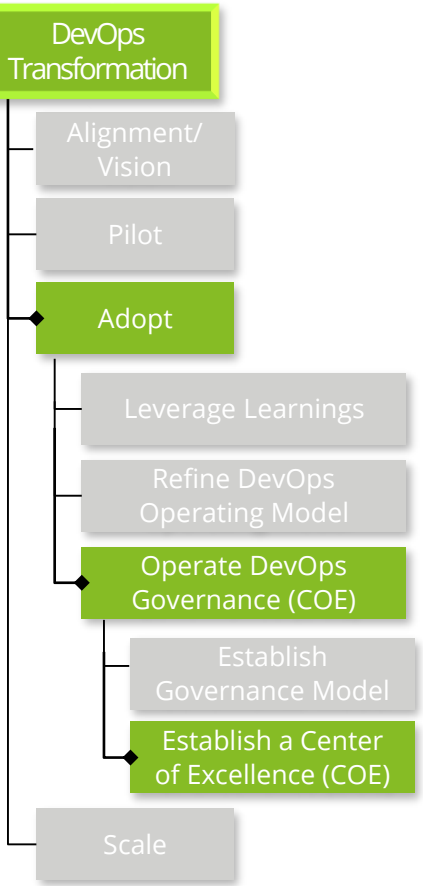 DevOps
Transformation
Alignment/
Vision
Pilot
Adopt
Leverage Learnings
Refine DevOps
Operating Model
Operate DevOps
Governance (COE)
Establish
Governance Model
Establish a Center
of Excellence (COE)
Scale